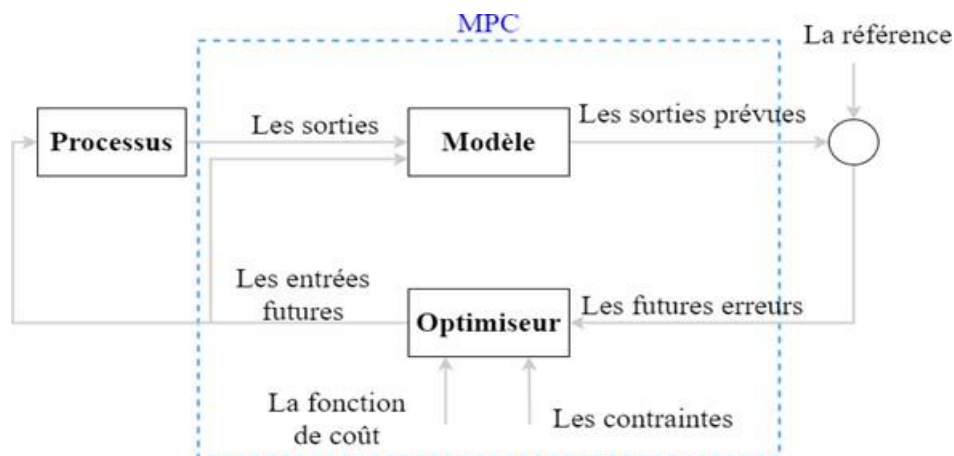 MPC
La référence
Processus
Les sorties
Modèle
Les sorties prévues
Les entrées
futures
Optimiseur
Les futures erreurs
La fonction
de coût
Les contraintes